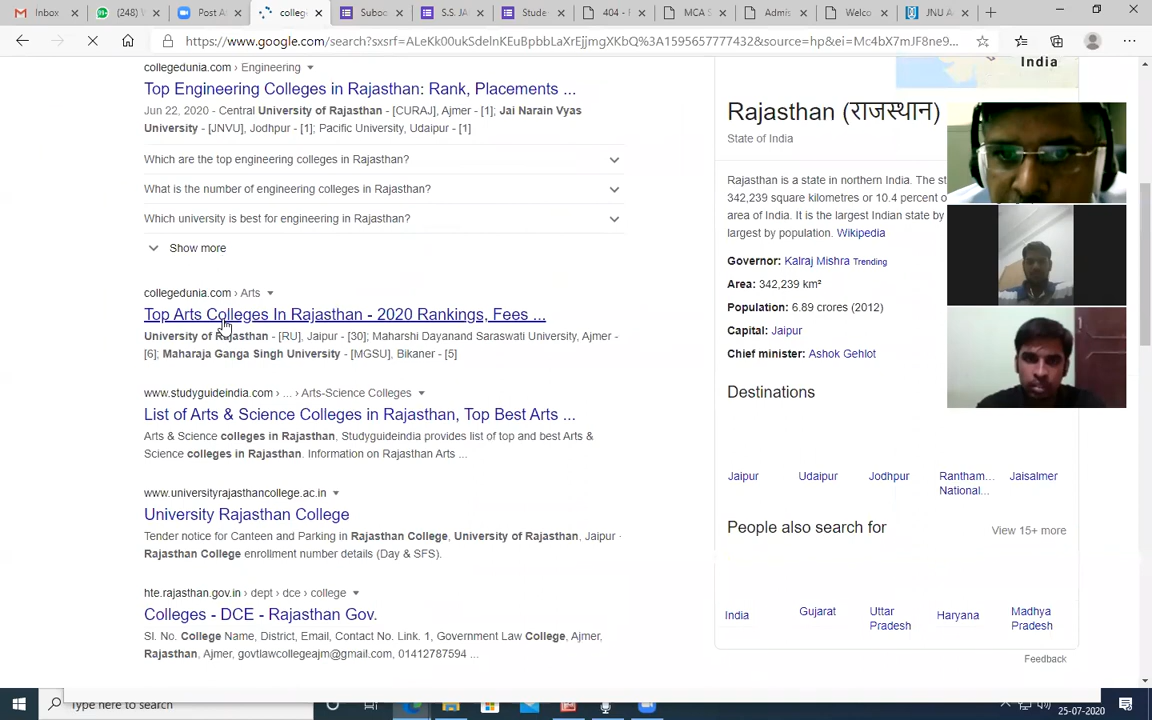 Inbox
(248) W
Post A
colleg
Suboc
S.S. JA
Stude
404 - F
MCA S
Admis
Welco
JNU A
https://www.google.com/search?sxsrf=ALeKk00ukSdelnKEuBpbbLaXrEjjmgXKbQ%3A1595657777432&source=hp&ei=Mc4bX7mJF8ne9...
collegedunia.com › Engineering
Top Engineering Colleges in Rajasthan: Rank, Placements ...
Jun 22, 2020 - Central University of Rajasthan - [CURAJ], Ajmer - [1]; Jai Narain Vyas
University - [JNVU], Jodhpur - [1]; Pacific University, Udaipur - [1]
Which are the top engineering colleges in Rajasthan?
What is the number of engineering colleges in Rajasthan?
Which university is best for engineering in Rajasthan?
Show more
collegedunia.com › Arts
Top Arts Colleges In Rajasthan - 2020 Rankings, Fees ...
University of Rajasthan - [RU], Jaipur - [30]; Maharshi Dayanand Saraswati University, Ajmer -
[6]; Maharaja Ganga Singh University - [MGSU], Bikaner - [5]
www.studyguideindia.com › ... › Arts-Science Colleges
List of Arts & Science Colleges in Rajasthan, Top Best Arts ...
Arts & Science colleges in Rajasthan, Studyguideindia provides list of top and best Arts &
Science colleges in Rajasthan. Information on Rajasthan Arts ...
www.universityrajasthancollege.ac.in
University Rajasthan College
Tender notice for Canteen and Parking in Rajasthan College, University of Rajasthan, Jaipur ·
Rajasthan College enrollment number details (Day & SFS).
hte.rajasthan.gov.in › dept › dce › college
Colleges - DCE - Rajasthan Gov.
Sl. No. College Name, District, Email, Contact No. Link. 1, Government Law College, Ajmer,
Rajasthan, Ajmer, govtlawcollegeajm@gmail.com, 01412787594 ...
India
Rajasthan (राजस्थान)
State of India
Rajasthan is a state in northern India. The st
342,239 square kilometres or 10.4 percent o
area of India. It is the largest Indian state by
largest by population. Wikipedia
Governor: Kalraj Mishra Trending
Area: 342,239 km²
Population: 6.89 crores (2012)
Capital: Jaipur
Chief minister: Ashok Gehlot
Destinations
Jaipur
Udaipur
Jodhpur
Rantham...
National...
Jaisalmer
People also search for
View 15+ more
India
Gujarat
Uttar
Pradesh
Haryana
Madhya
Pradesh
Feedback
Type here to search
25-07-2020